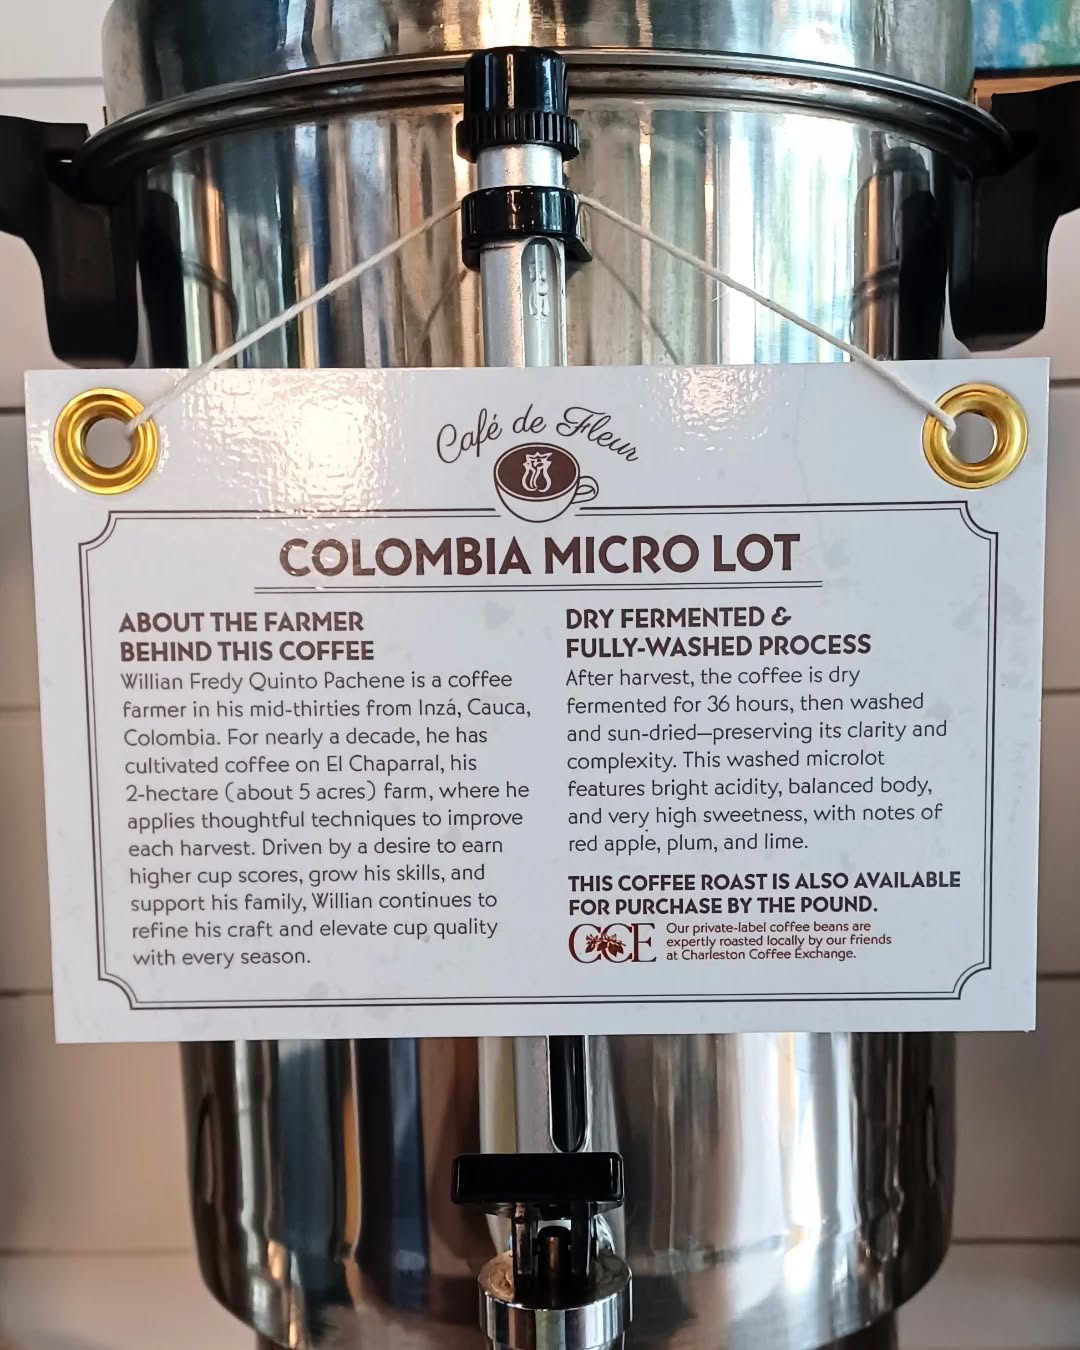 Café de Fleur
COLOMBIA MICRO LOT
ABOUT THE FARMER
BEHIND THIS COFFEE
Willian Fredy Quinto Pachene is a coffee
farmer in his mid-thirties from Inzá, Cauca,
Colombia. For nearly a decade, he has
cultivated coffee on El Chaparral, his
2-hectare (about 5 acres) farm, where he
applies thoughtful techniques to improve
each harvest. Driven by a desire to earn
higher cup scores, grow his skills, and
support his family, Willian continues to
refine his craft and elevate cup quality
with every season.
DRY FERMENTED &
FULLY-WASHED PROCESS
After harvest, the coffee is dry
fermented for 36 hours, then washed
and sun-dried—preserving its clarity and
complexity. This washed microlot
features bright acidity, balanced body,
and very high sweetness, with notes of
red apple, plum, and lime.
THIS COFFEE ROAST IS ALSO AVAILABLE
FOR PURCHASE BY THE POUND.
CCE
Our private-label coffee beans are
expertly roasted locally by our friends
at Charleston Coffee Exchange.